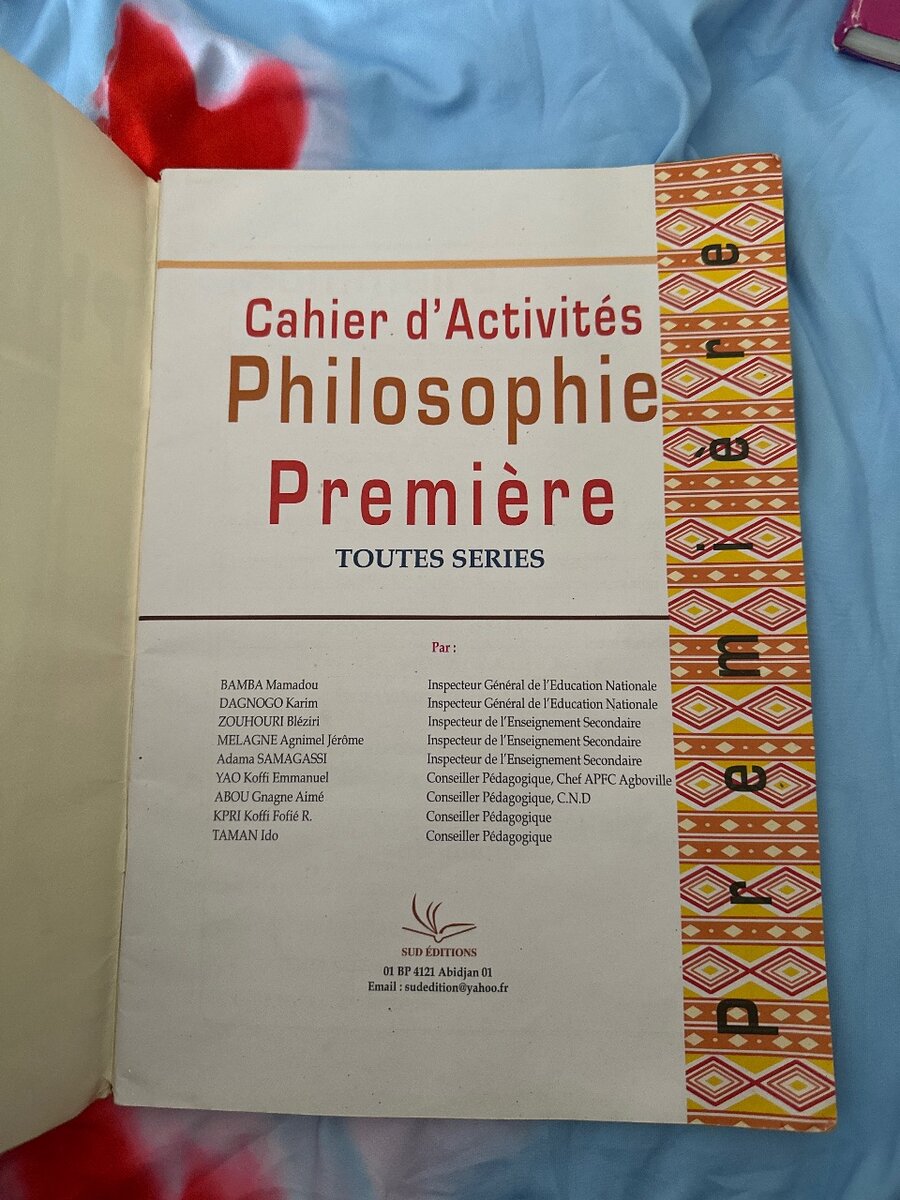 Cahier d'Activités
Philosophie
Première
TOUTES SERIES
Par :
BAMBA Mamadou Inspecteur Général de l'Education Nationale
DAGNOGO Karim Inspecteur Général de l'Education Nationale
ZOUHOURI Bléziri Inspecteur de l'Enseignement Secondaire
MELAGNE Agnimel Jérôme Inspecteur de l'Enseignement Secondaire
Adama SAMAGASSI Inspecteur de l'Enseignement Secondaire
YAO Koffi Emmanuel Conseiller Pédagogique, Chef APFC Agboville
ABOU Gnagne Aimé Conseiller Pédagogique, C.N.D
KPRI Koffi Fofié R. Conseiller Pédagogique
TAMAN Ido Conseiller Pédagogique
SUD ÉDITIONS
01 BP 4121 Abidjan 01
Email : sudedition@yahoo.fr
Première